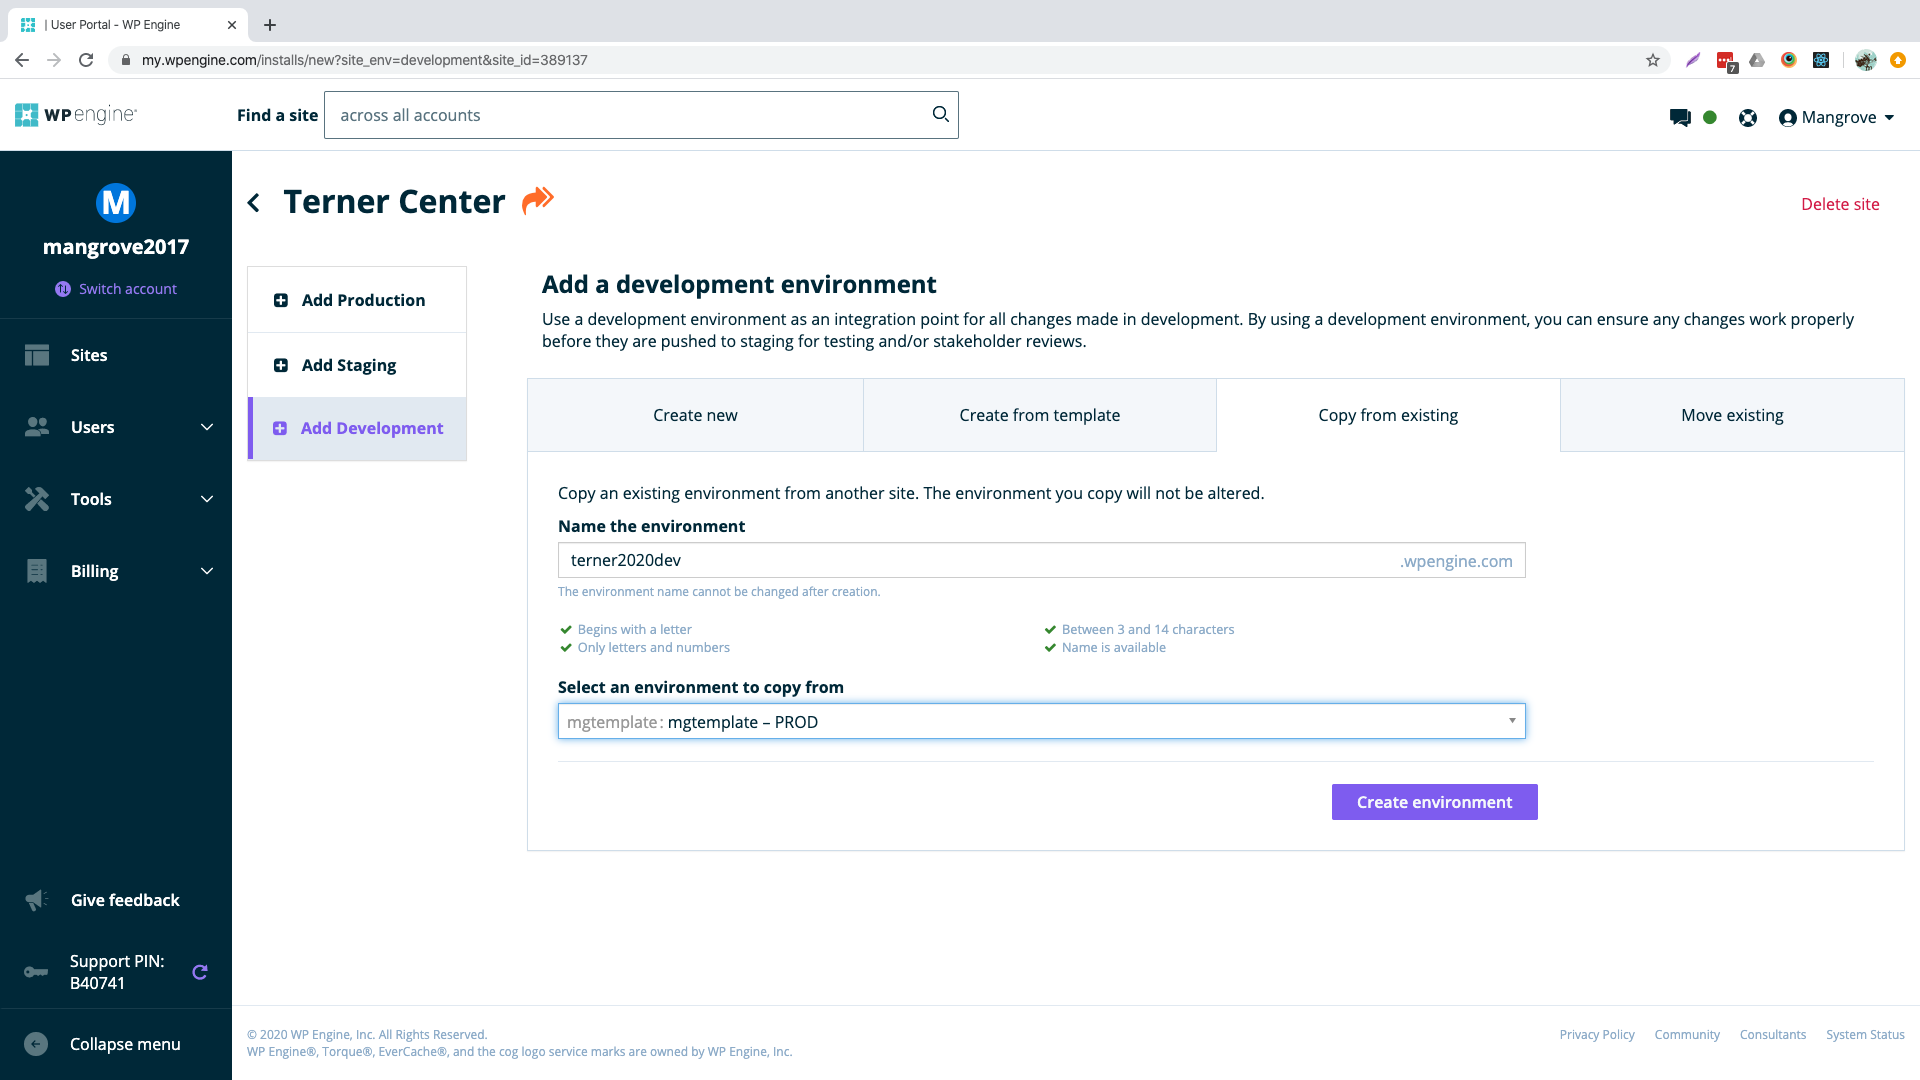 | User Portal - WP Engine
my.wpengine.com/installs/new?site_env=development&site_id=389137
7
WP engine
Find a site
across all accounts
Mangrove
M
mangrove2017
Switch account
Sites
Users
Tools
Billing
Give feedback
Support PIN:
B40741
Collapse menu
Terner Center
Delete site
Add Production
Add Staging
Add Development
Add a development environment
Use a development environment as an integration point for all changes made in development. By using a development environment, you can ensure any changes work properly
before they are pushed to staging for testing and/or stakeholder reviews.
Create new
Create from template
Copy from existing
Move existing
Copy an existing environment from another site. The environment you copy will not be altered.
Name the environment
terner2020dev
.wpengine.com
The environment name cannot be changed after creation.
Begins with a letter
Between 3 and 14 characters
Only letters and numbers
Name is available
Select an environment to copy from
mgtemplate: mgtemplate – PROD
Create environment
© 2020 WP Engine, Inc. All Rights Reserved.
WP Engine®, Torque®, EverCache®, and the cog logo service marks are owned by WP Engine, Inc.
Privacy Policy
Community
Consultants
System Status